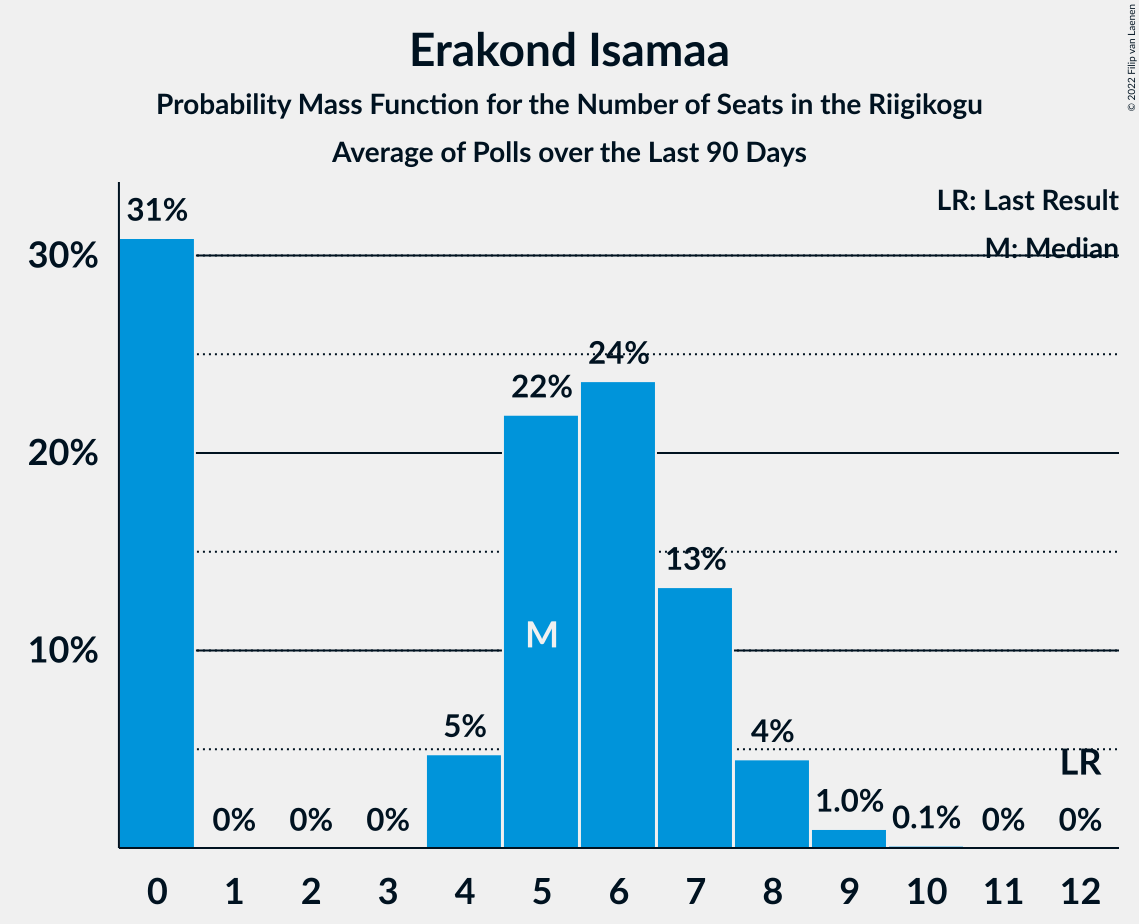 Erakond Isamaa
Probability Mass Function for the Number of Seats in the Riigikogu
Average of Polls over the Last 90 Days
© 2022 Filip van Laenen
LR: Last Result
M: Median
31%
30%
24%
22%
20%
13%
M
10%
5%
4%
LR
1.0%
0.1%
0%
0%
0%
0%
0%
0 1 2 3 4 5 6 7 8 9 10 11 12